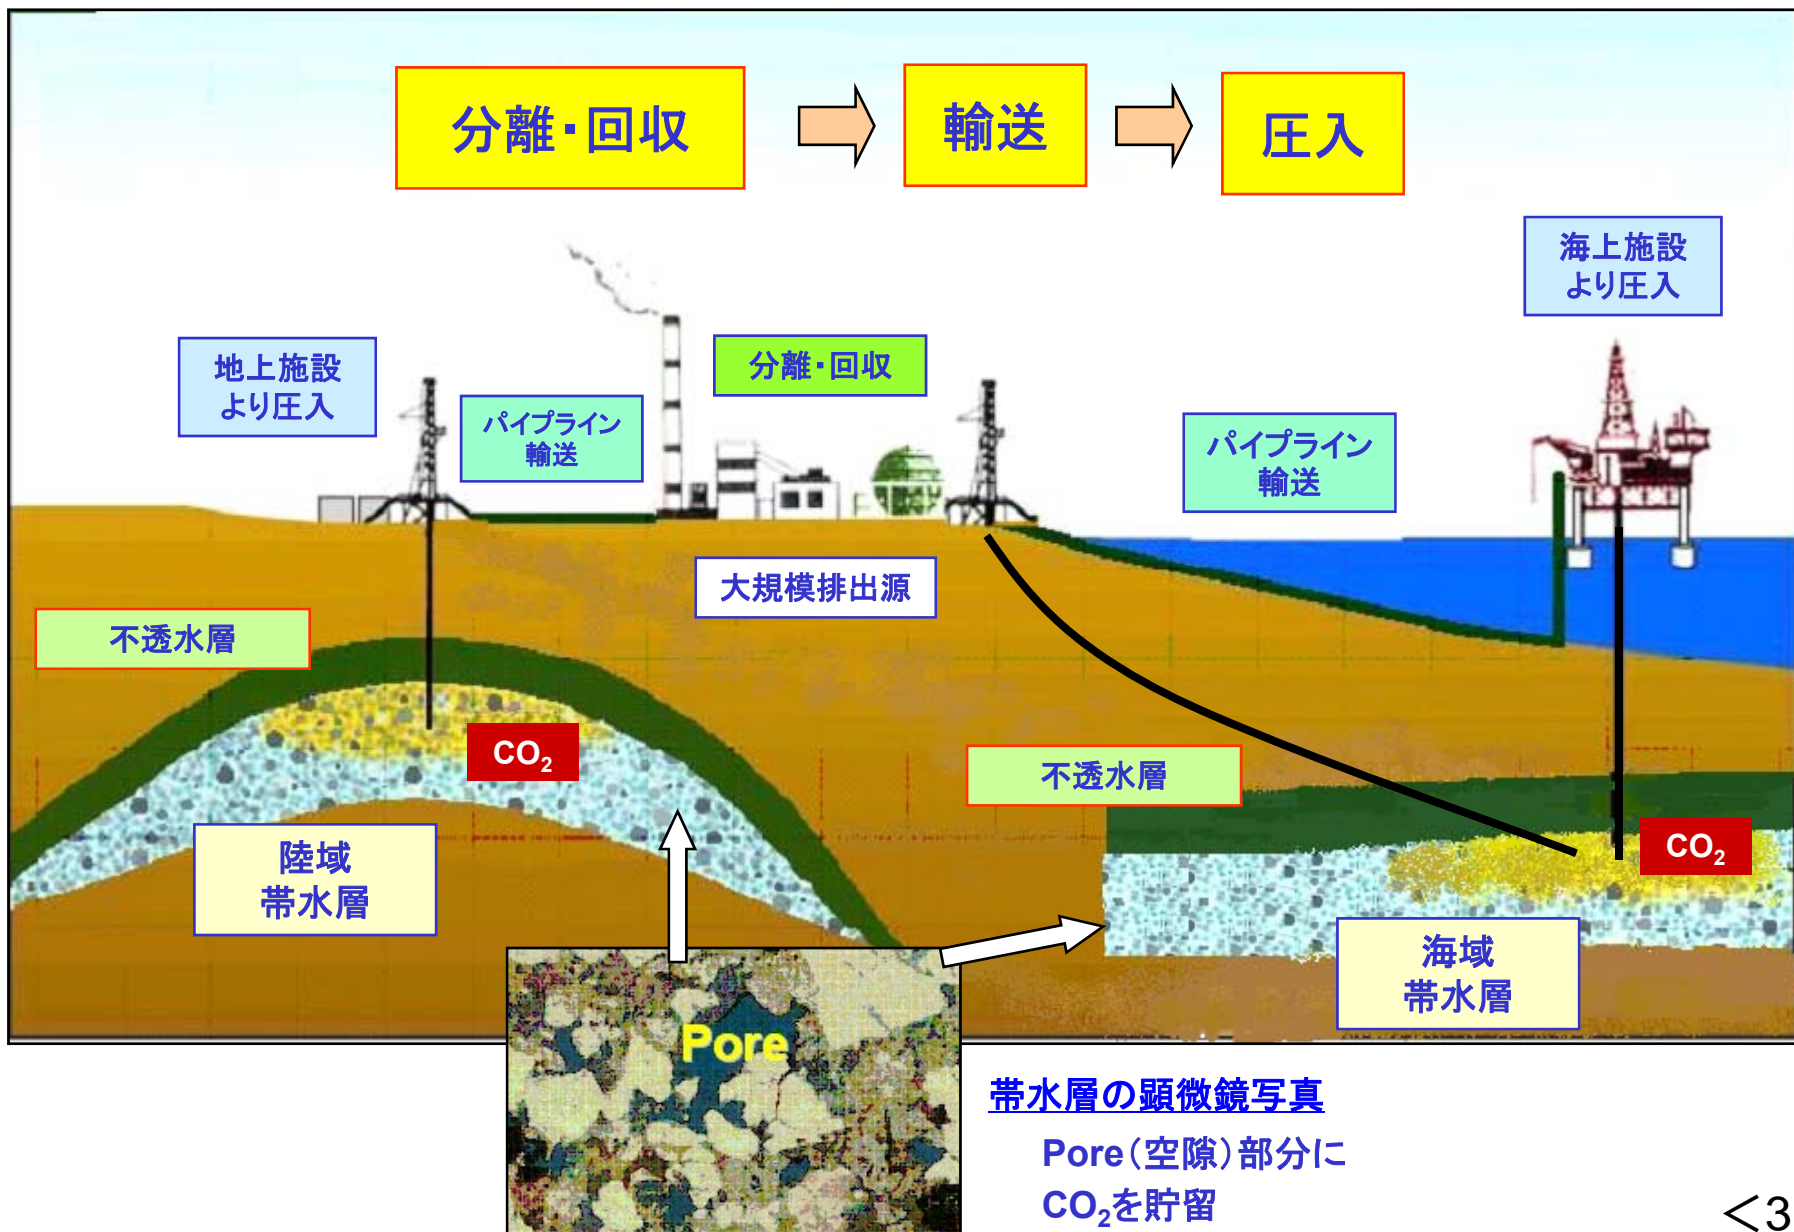 分離・回収
輸送
圧入
海上施設
より圧入
地上施設
より圧入
分離・回収
パイプライン
輸送
パイプライン
輸送
大規模排出源
不透水層
CO₂
不透水層
CO₂
陸域
帯水層
海域
帯水層
Pore
帯水層の顕微鏡写真
Pore(空隙)部分に
CO₂を貯留
<3